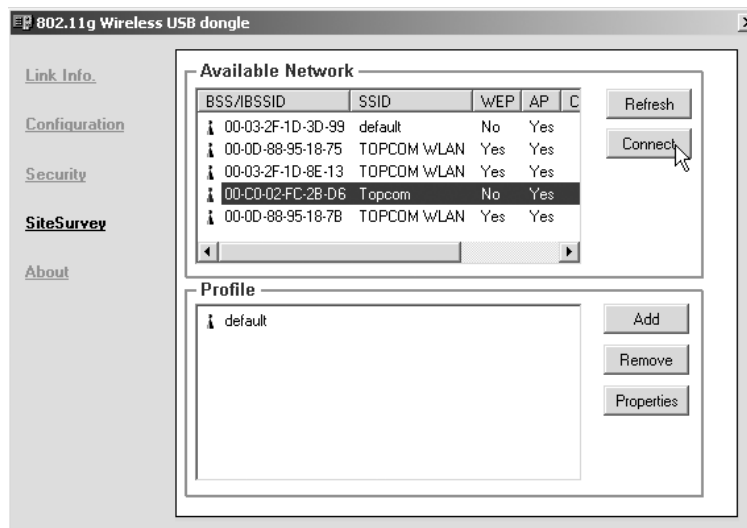 802.11g Wireless USB dongle
Link Info.
Configuration
Security
SiteSurvey
About
Available Network
BSS/IBSSID SSID WEP AP C
00-03-2F-1D-3D-99 default No Yes
00-0D-88-95-18-75 TOPCOM WLAN Yes Yes
00-03-2F-1D-8E-13 TOPCOM WLAN Yes Yes
00-C0-02-FC-2B-D6 Topcom No Yes
00-0D-88-95-18-7B TOPCOM WLAN Yes Yes
Refresh
Connect
Profile
default
Add
Remove
Properties